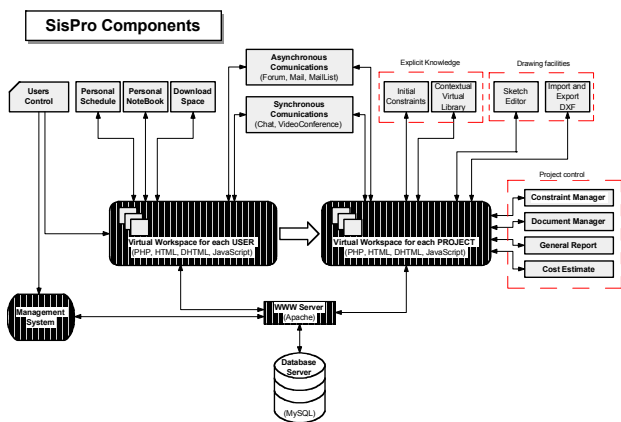 SisPro Components
Users
Control
Personal
Schedule
Personal
NoteBook
Download
Space
Asynchronous
Comunications
(Forum, Mail, MailList)
Synchronous
Comunications
(Chat, VideoConference)
Explicit Knowledge
Initial
Constraints
Contextual
Virtual
Library
Drawing facilities
Sketch
Editor
Import and
Export
DXF
Project control
Constraint Manager
Document Manager
General Report
Cost Estimate
Virtual Workspace for each USER
(PHP, HTML, DHTML, JavaScript)
Virtual Workspace for each PROJECT
(PHP, HTML, DHTML, JavaScript)
Management
System
WWW Server
(Apache)
Database
Server
(MySQL)